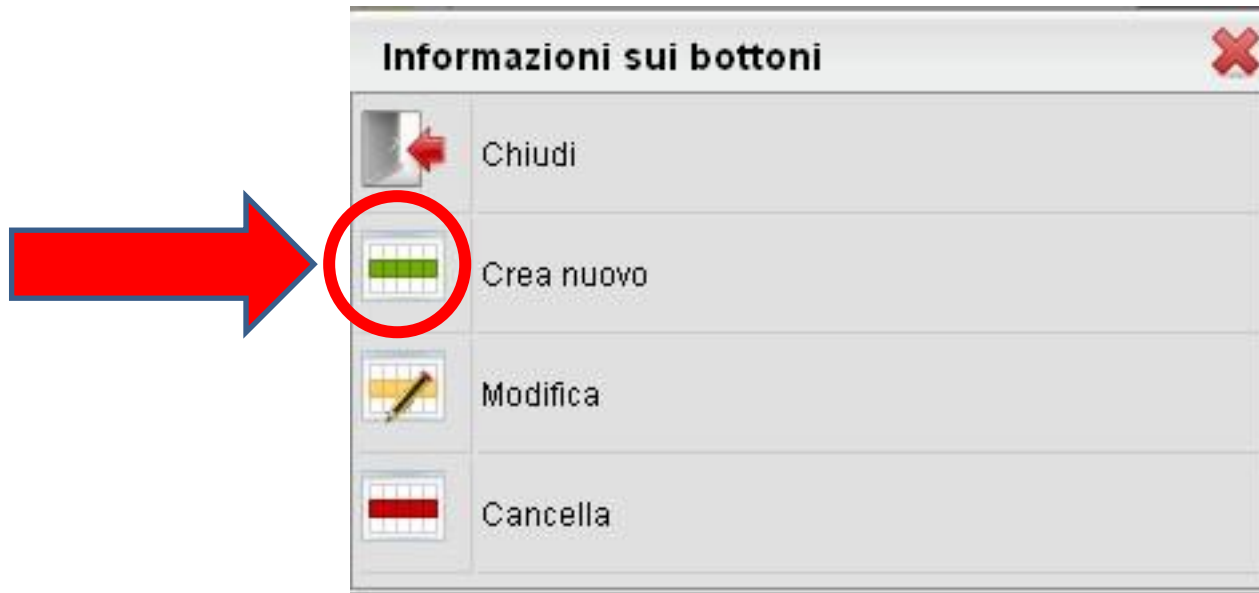 Informazioni sui bottoni
Chiudi
Crea nuovo
Modifica
Cancella